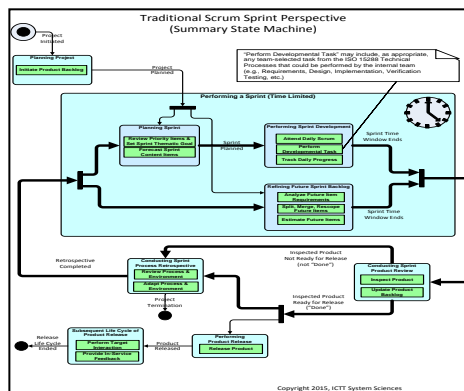 Traditional Scrum Sprint Perspective
(Summary State Machine)
Project
Initiated
Planning Project
Initiate Product Backlog
Project
Planned
"Perform Developmental Task" may include, as appropriate,
any team-selected task from the ISO 15288 Technical
Processes that could be performed by the internal team
(e.g., Requirements, Design, Implementation, Verification
Testing, etc.)
Performing a Sprint (Time Limited)
Planning Sprint
Review Priority Items &
Set Sprint Thematic Goal
Forecast Sprint
Content Items
Sprint
Planned
Performing Sprint Development
Attend Daily Scrum
Perform
Developmental Task
Track Daily Progress
Sprint Time
Window Ends
Refining Future Sprint Backlog
Analyze Future Item
Requirements
Split, Merge, Rescope
Future Items
Estimate Future Items
Sprint Time
Window Ends
Retrospective
Completed
Conducting Sprint
Process Retrospective
Review Process &
Environment
Adapt Process &
Environment
Project
Termination
Inspected Product
Not Ready for Release
(not "Done")
Conducting Sprint
Product Review
Inspect Product
Update Product
Backlog
Inspected Product
Ready for Release
("Done")
Performing
Product Release
Release Product
Product
Released
Subsequent Life Cycle of
Product Release
Perform Target
Interaction
Provide In-Service
Feedback
Release
Life Cycle
Ended
Copyright 2015, ICTT System Sciences